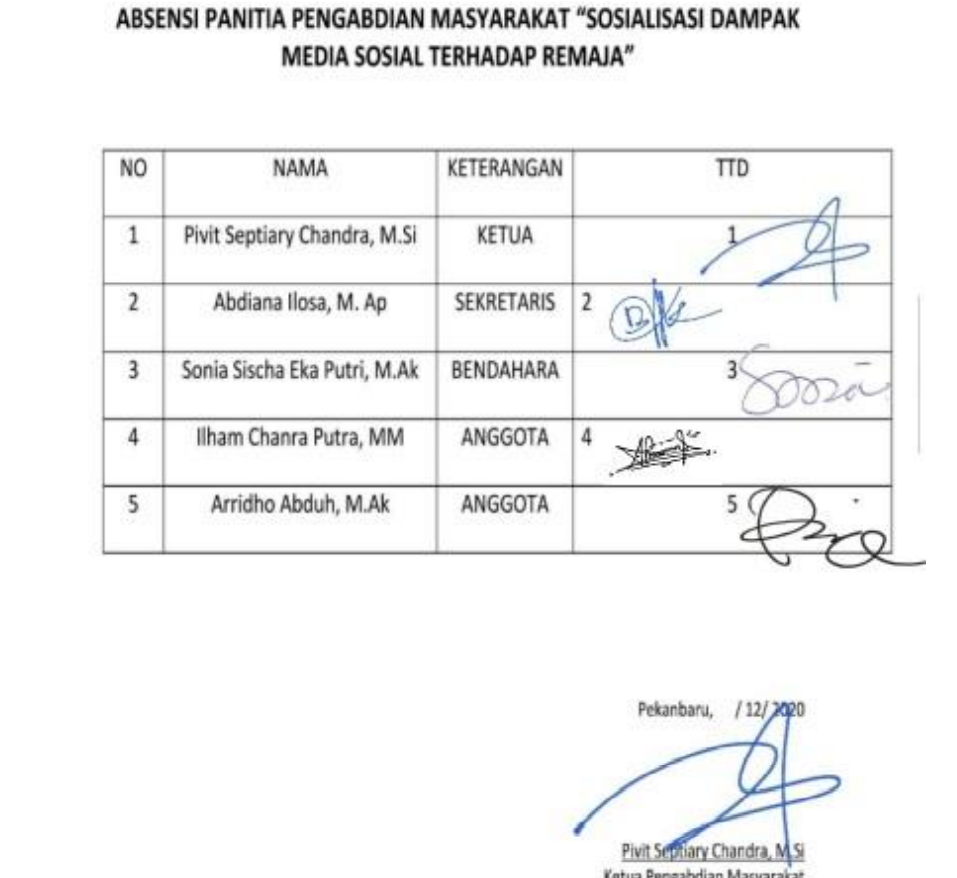 ABSENSI PANITIA PENGABDIAN MASYARAKAT “SOSIALISASI DAMPAK
MEDIA SOSIAL TERHADAP REMAJA”
NO NAMA KETERANGAN TTD
1 Pivit Septiary Chandra, M.Si KETUA 1
2 Abdiana Ilosa, M. Ap SEKRETARIS 2
3 Sonia Sischa Eka Putri, M.Ak BENDAHARA 3
4 Ilham Chanra Putra, MM ANGGOTA 4
5 Arridho Abduh, M.Ak ANGGOTA 5
Pekanbaru, / 12/ 2020
Pivit Septiary Chandra, M.Si
Ketua Pengabdian Masyarakat